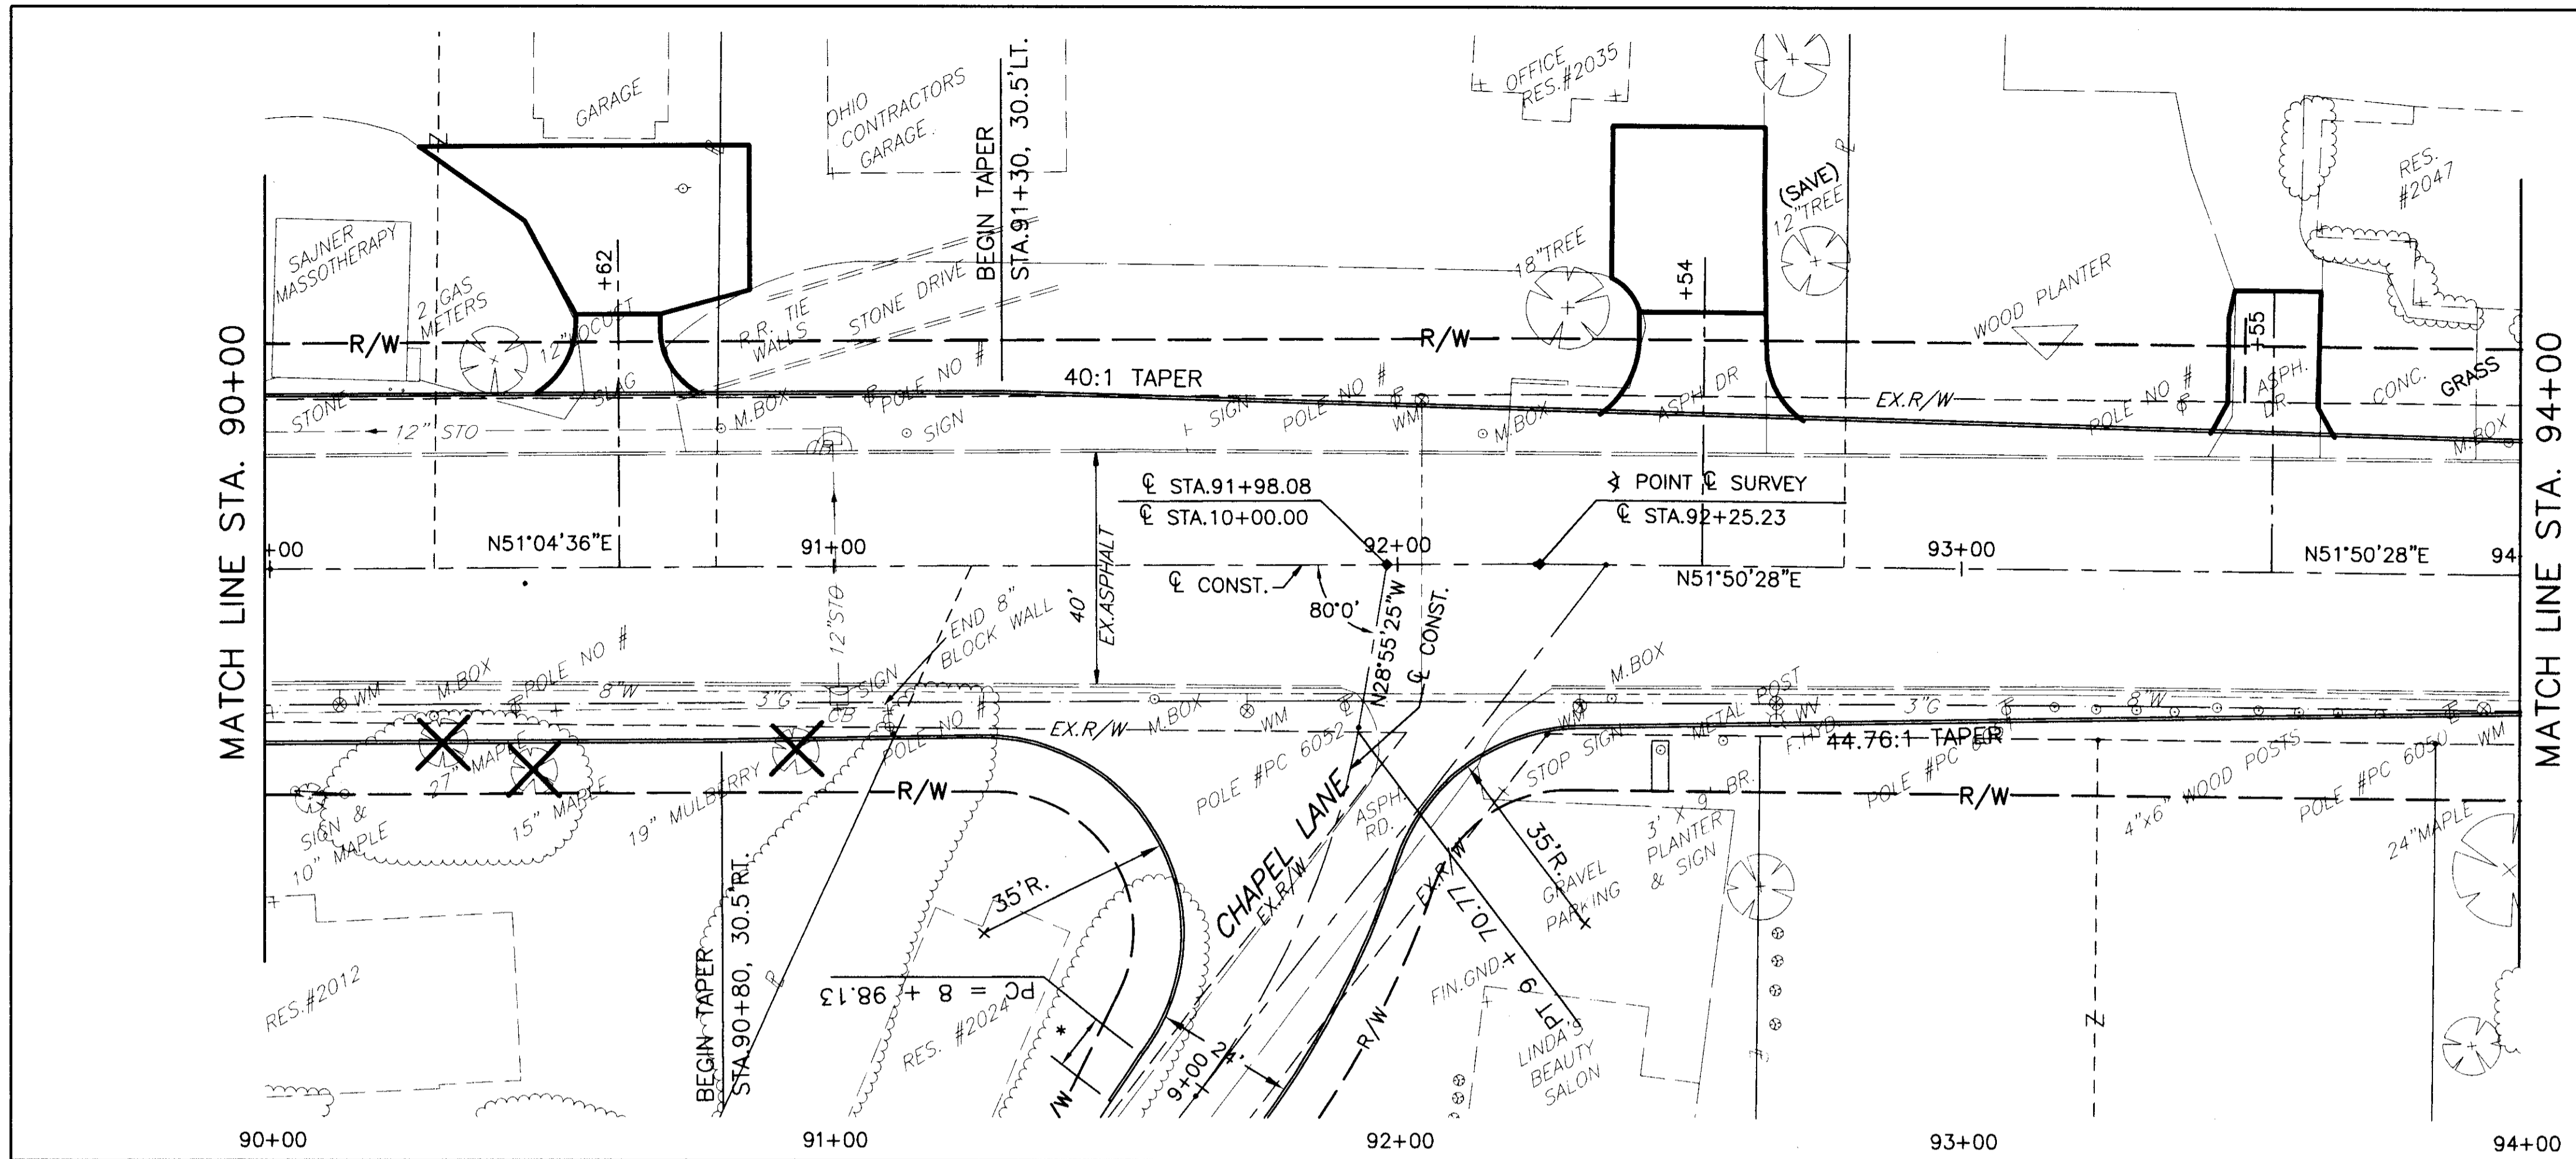 GARAGE
OHIO
CONTRACTORS
GARAGE.
BEGIN TAPER
STA.91+30, 30.5'LT.
OFFICE
RES.#2035
(SAVE)
12"TREE
RES.
#2047
SAJNER
MASSOTHERAPY
2 GAS
METERS
+62
12"LOCUST
R.R. TIE
WALLS
STONE DRIVE
18"TREE
+54
WOOD PLANTER
+55
MATCH LINE STA. 90+00
R/W
R/W
40:1 TAPER
STONE
SLAG
M.BOX
POLE NO #
SIGN
SIGN
POLE NO #
WM
M.BOX
ASPH DR
EX.R/W
POLE NO #
ASPH.
DR
CONC.
GRASS
M.BOX
MATCH LINE STA. 94+00
12" STO
℄ STA.91+98.08
℄ STA.10+00.00
∢ POINT ℄ SURVEY
℄ STA.92+25.23
+00
N51°04'36"E
91+00
92+00
93+00
N51°50'28"E
94
N51°50'28"E
℄ CONST.
80°0'
N28°55'25"W
℄ CONST.
40'
EX.ASPHALT
12"STO
END 8"
BLOCK WALL
WM
M.BOX
POLE NO #
8"W
3"G
CB
SIGN
POLE NO #
EX.R/W
M.BOX
WM
POLE #PC 6052
WM
M.BOX
STOP SIGN
METAL POST
WV
F.HYD
3"G
8"W
44.76:1 TAPER
POLE #PC
4"x6" WOOD POSTS
POLE #PC 6050
WM
27" MAPLE
15" MAPLE
19" MULBERRY
SIGN &
10" MAPLE
R/W
R/W
35'R.
CHAPEL LANE
EX.R/W
ASPH.
RD.
EX.R/W
35'R.
GRAVEL
PARKING
3' X 9' BR.
PLANTER
& SIGN
24"MAPLE
RES.#2012
BEGIN TAPER
STA.90+80, 30.5'RT.
PC = 8 + 98.13
RES. #2024
*
/W
9+00
24'
R/W
PT 9 + 70.77
FIN.GND.
LINDA'S
BEAUTY
SALON
90+00
91+00
92+00
93+00
94+00